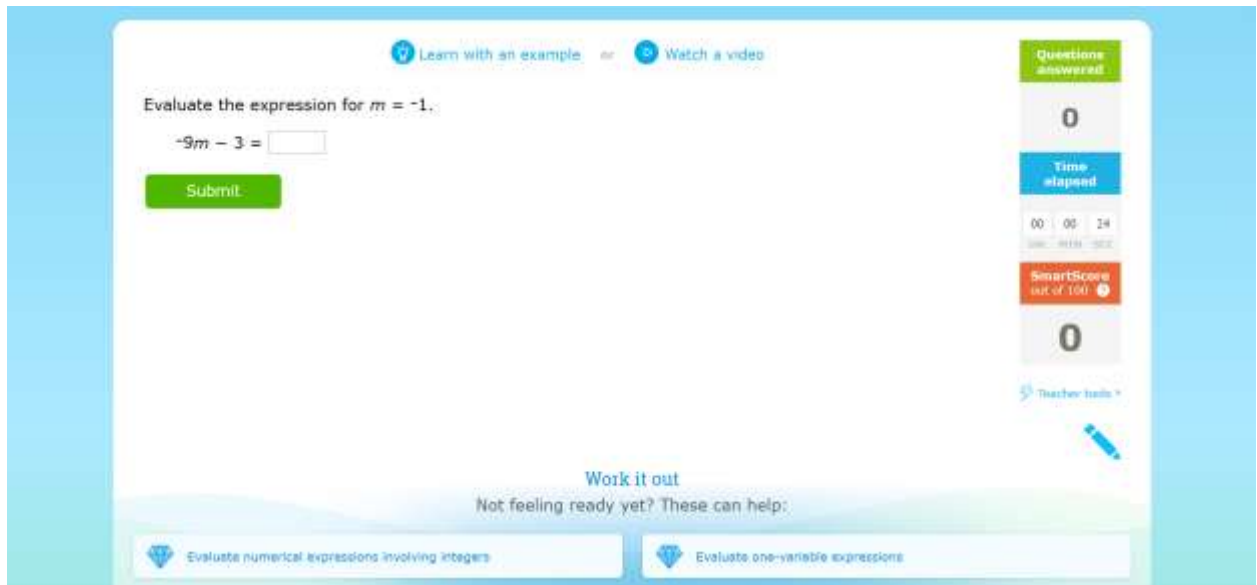 Learn with an example or Watch a video
Questions answered
0
Evaluate the expression for m = -1.
-9m − 3 =
Submit
Time elapsed
00 00 24
SmartScore
out of 100
0
Teacher tools
Work it out
Not feeling ready yet? These can help:
Evaluate numerical expressions involving integers
Evaluate one-variable expressions